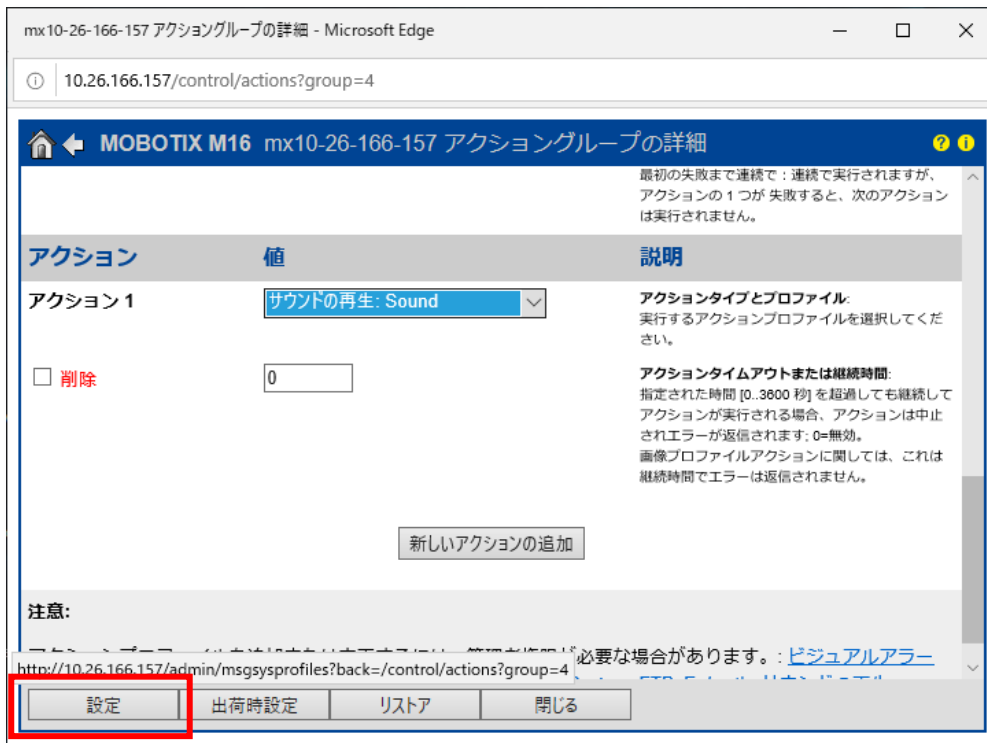 mx10-26-166-157 アクショングループの詳細 - Microsoft Edge
10.26.166.157/control/actions?group=4
MOBOTIX M16 mx10-26-166-157 アクショングループの詳細
最初の失敗まで連続で : 連続で実行されますが、
アクションの 1 つが 失敗すると、次のアクション
は実行されません。
アクション 値 説明
アクション 1 サウンドの再生: Sound アクションタイプとプロファイル:
実行するアクションプロファイルを選択してくだ
さい。
削除 0 アクションタイムアウトまたは継続時間:
指定された時間 [0..3600 秒] を超過しても継続して
アクションが実行される場合、アクションは中止
されエラーが返信されます; 0=無効。
画像プロファイルアクションに関しては、これは
継続時間でエラーは返信されません。
新しいアクションの追加
注意:
必要な場合があります。: ビジュアルアラー
http://10.26.166.157/admin/msgsysprofiles?back=/control/actions?group=4
設定 出荷時設定 リストア 閉じる